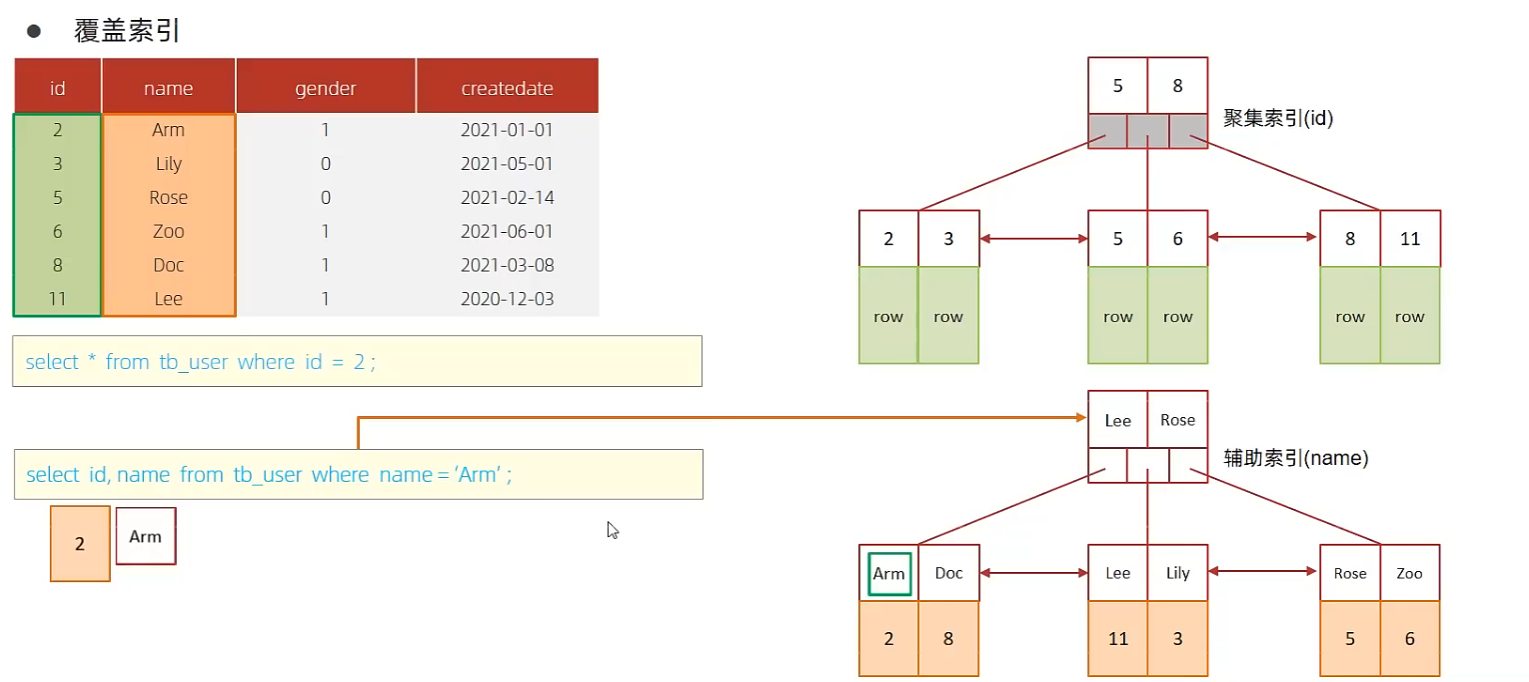 ● 覆盖索引
id name gender createdate
2 Arm 1 2021-01-01
3 Lily 0 2021-05-01
5 Rose 0 2021-02-14
6 Zoo 1 2021-06-01
8 Doc 1 2021-03-08
11 Lee 1 2020-12-03
select * from tb_user where id = 2 ;
select id, name from tb_user where name = 'Arm' ;
2 Arm
5 8
聚集索引(id)
2 3 5 6 8 11
row row row row row row
Lee Rose
辅助索引(name)
Arm Doc Lee Lily Rose Zoo
2 8 11 3 5 6